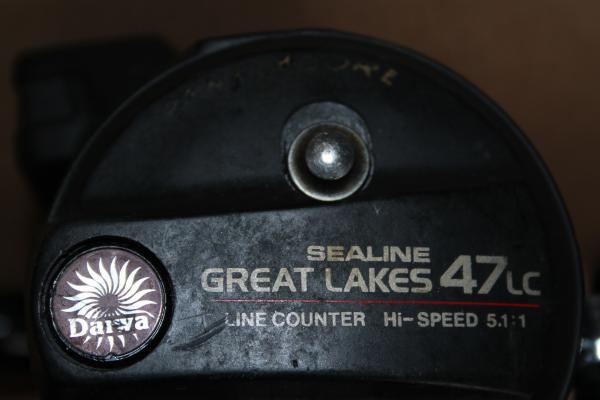 SEALINE
GREAT LAKES 47LC
LINE COUNTER Hi-SPEED 5.1:1
Daiwa